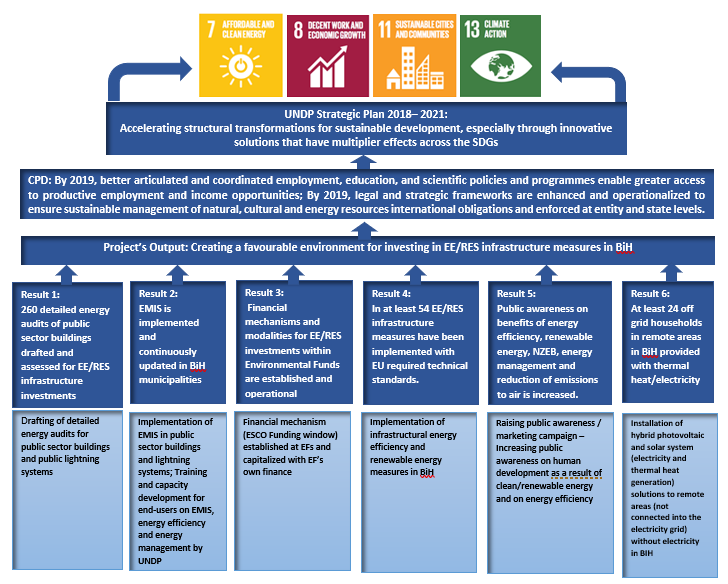 7 AFFORDABLE AND
CLEAN ENERGY
8 DECENT WORK AND
ECONOMIC GROWTH
11 SUSTAINABLE CITIES
AND COMMUNITIES
13 CLIMATE
ACTION
UNDP Strategic Plan 2018– 2021:
Accelerating structural transformations for sustainable development, especially through innovative
solutions that have multiplier effects across the SDGs
CPD: By 2019, better articulated and coordinated employment, education, and scientific policies and programmes enable greater access
to productive employment and income opportunities; By 2019, legal and strategic frameworks are enhanced and operationalized to
ensure sustainable management of natural, cultural and energy resources international obligations and enforced at entity and state levels.
Project's Output: Creating a favourable environment for investing in EE/RES infrastructure measures in BiH
Result 1:
260 detailed energy
audits of public
sector buildings
drafted and
assessed for EE/RES
infrastructure
investments
Result 2:
EMIS is
implemented
and
continuously
updated in BiH
municipalities
Result 3:
Financial
mechanisms and
modalities for EE/RES
investments within
Environmental Funds
are established and
operational
Result 4:
In at least 54 EE/RES
infrastructure
measures have been
implemented with
EU required technical
standards.
Result 5:
Public awareness on
benefits of energy
efficiency, renewable
energy, NZEB, energy
management and
reduction of emissions
to air is increased.
Result 6:
At least 24 off
grid households
in remote areas
in BiH provided
with thermal
heat/electricity
Drafting of detailed
energy audits for
public sector buildings
and public lightning
systems
Implementation of
EMIS in public
sector buildings
and lightning
systems; Training
and capacity
development for
end-users on EMIS,
energy efficiency
and energy
management by
UNDP
Financial mechanism
(ESCO Funding window)
established at EFs and
capitalized with EF's
own finance
Implementation of
infrastructural energy
efficiency and
renewable energy
measures in BiH
Raising public awareness /
marketing campaign –
Increasing public
awareness on human
development as a result of
clean/renewable energy
and on energy efficiency
Installation of
hybrid photovoltaic
and solar system
(electricity and
thermal heat
generation)
solutions to remote
areas (not
connected into the
electricity grid)
without electricity
in BIH